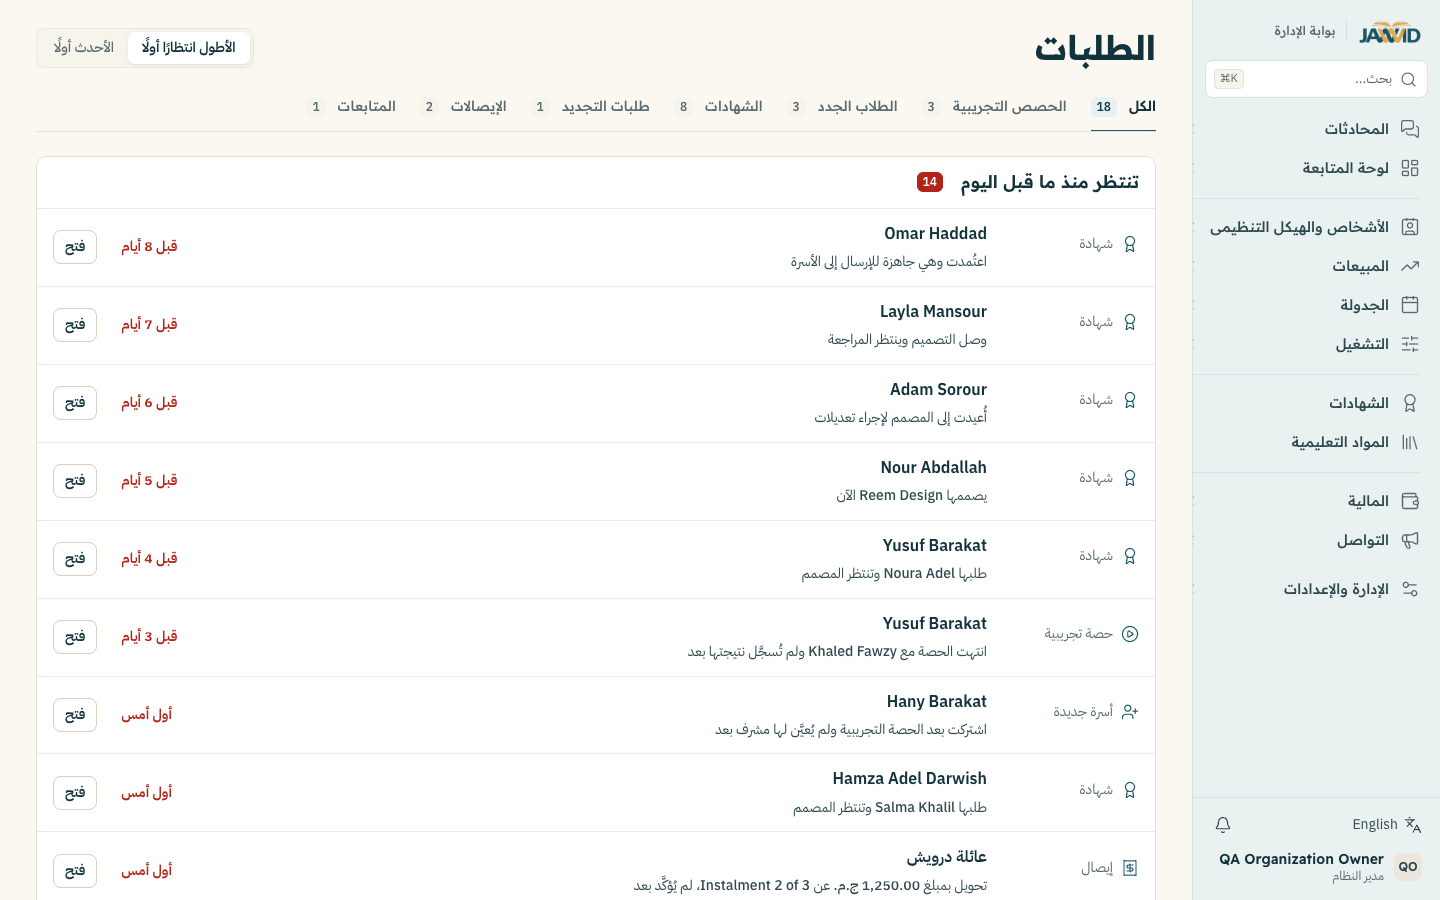 JAWWID
بوابة الإدارة
بحث...
⌘K
المحادثات
لوحة المتابعة
الأشخاص والهيكل التنظيمي
المبيعات
الجدولة
التشغيل
الشهادات
المواد التعليمية
المالية
التواصل
الإدارة والإعدادات
English
QA Organization Owner
مدير النظام
QO
الطلبات
الأطول انتظارًا أولًا
الأحدث أولًا
الكل 18
الحصص التجريبية 3
الطلاب الجدد 3
الشهادات 8
طلبات التجديد 1
الإيصالات 2
المتابعات 1
تنتظر منذ ما قبل اليوم 14
شهادة
Omar Haddad
اعتُمدت وهي جاهزة للإرسال إلى الأسرة
قبل 8 أيام
فتح
شهادة
Layla Mansour
وصل التصميم وينتظر المراجعة
قبل 7 أيام
فتح
شهادة
Adam Sorour
أُعيدت إلى المصمم لإجراء تعديلات
قبل 6 أيام
فتح
شهادة
Nour Abdallah
يصممها Reem Design الآن
قبل 5 أيام
فتح
شهادة
Yusuf Barakat
طلبها Noura Adel وتنتظر المصمم
قبل 4 أيام
فتح
حصة تجريبية
Yusuf Barakat
انتهت الحصة مع Khaled Fawzy ولم تُسجَّل نتيجتها بعد
قبل 3 أيام
فتح
أسرة جديدة
Hany Barakat
اشتركت بعد الحصة التجريبية ولم يُعيَّن لها مشرف بعد
أول أمس
فتح
شهادة
Hamza Adel Darwish
طلبها Salma Khalil وتنتظر المصمم
أول أمس
فتح
إيصال
عائلة درويش
تحويل بمبلغ 1,250.00 ج.م. عن Instalment 2 of 3، لم يُؤكَّد بعد
أول أمس
فتح